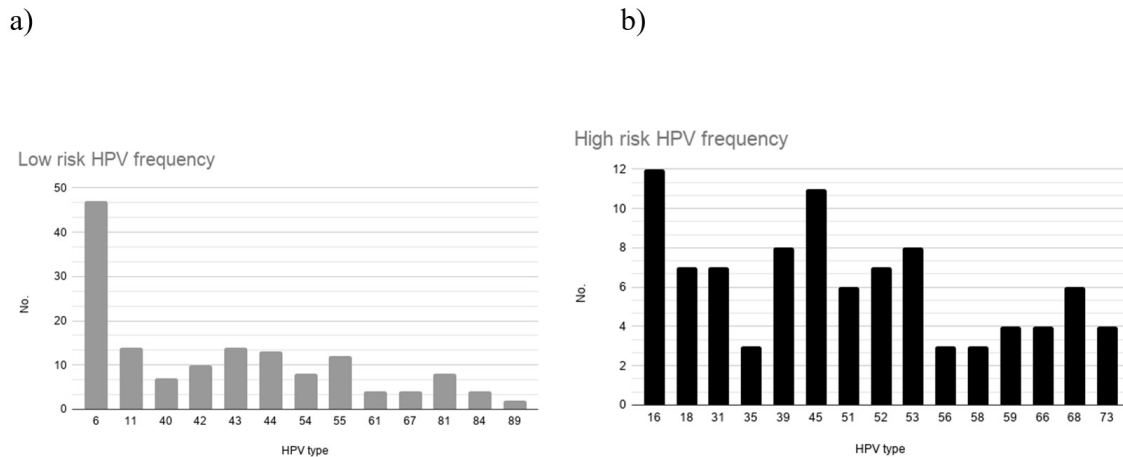 a)
b)
Low risk HPV frequency
50
40
30
20
10
0
No.
6 11 40 42 43 44 54 55 61 67 81 84 89
HPV type
High risk HPV frequency
12
10
8
6
4
2
0
No.
16 18 31 35 39 45 51 52 53 56 58 59 66 68 73
HPV type